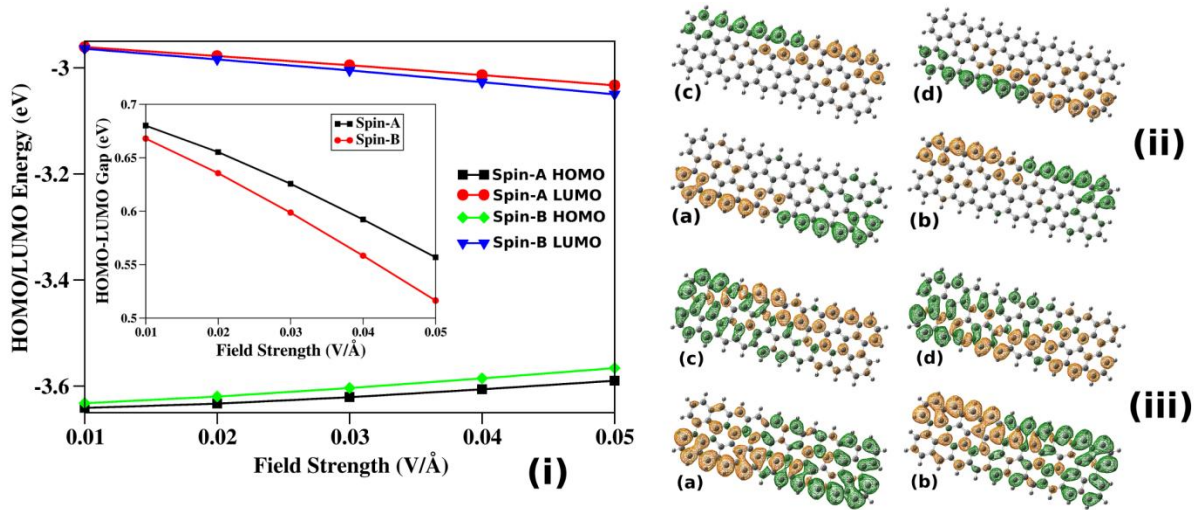 HOMO/LUMO Energy (eV)
-3
-3.2
-3.4
-3.6
0.01
0.02
0.03
0.04
0.05
Field Strength (V/Å)
HOMO-LUMO Gap (eV)
0.7
0.65
0.6
0.55
0.5
0.01
0.02
0.03
0.04
0.05
Field Strength (V/Å)
Spin-A
Spin-B
Spin-A HOMO
Spin-A LUMO
Spin-B HOMO
Spin-B LUMO
(i)
(c)
(d)
(a)
(b)
(ii)
(c)
(d)
(a)
(b)
(iii)